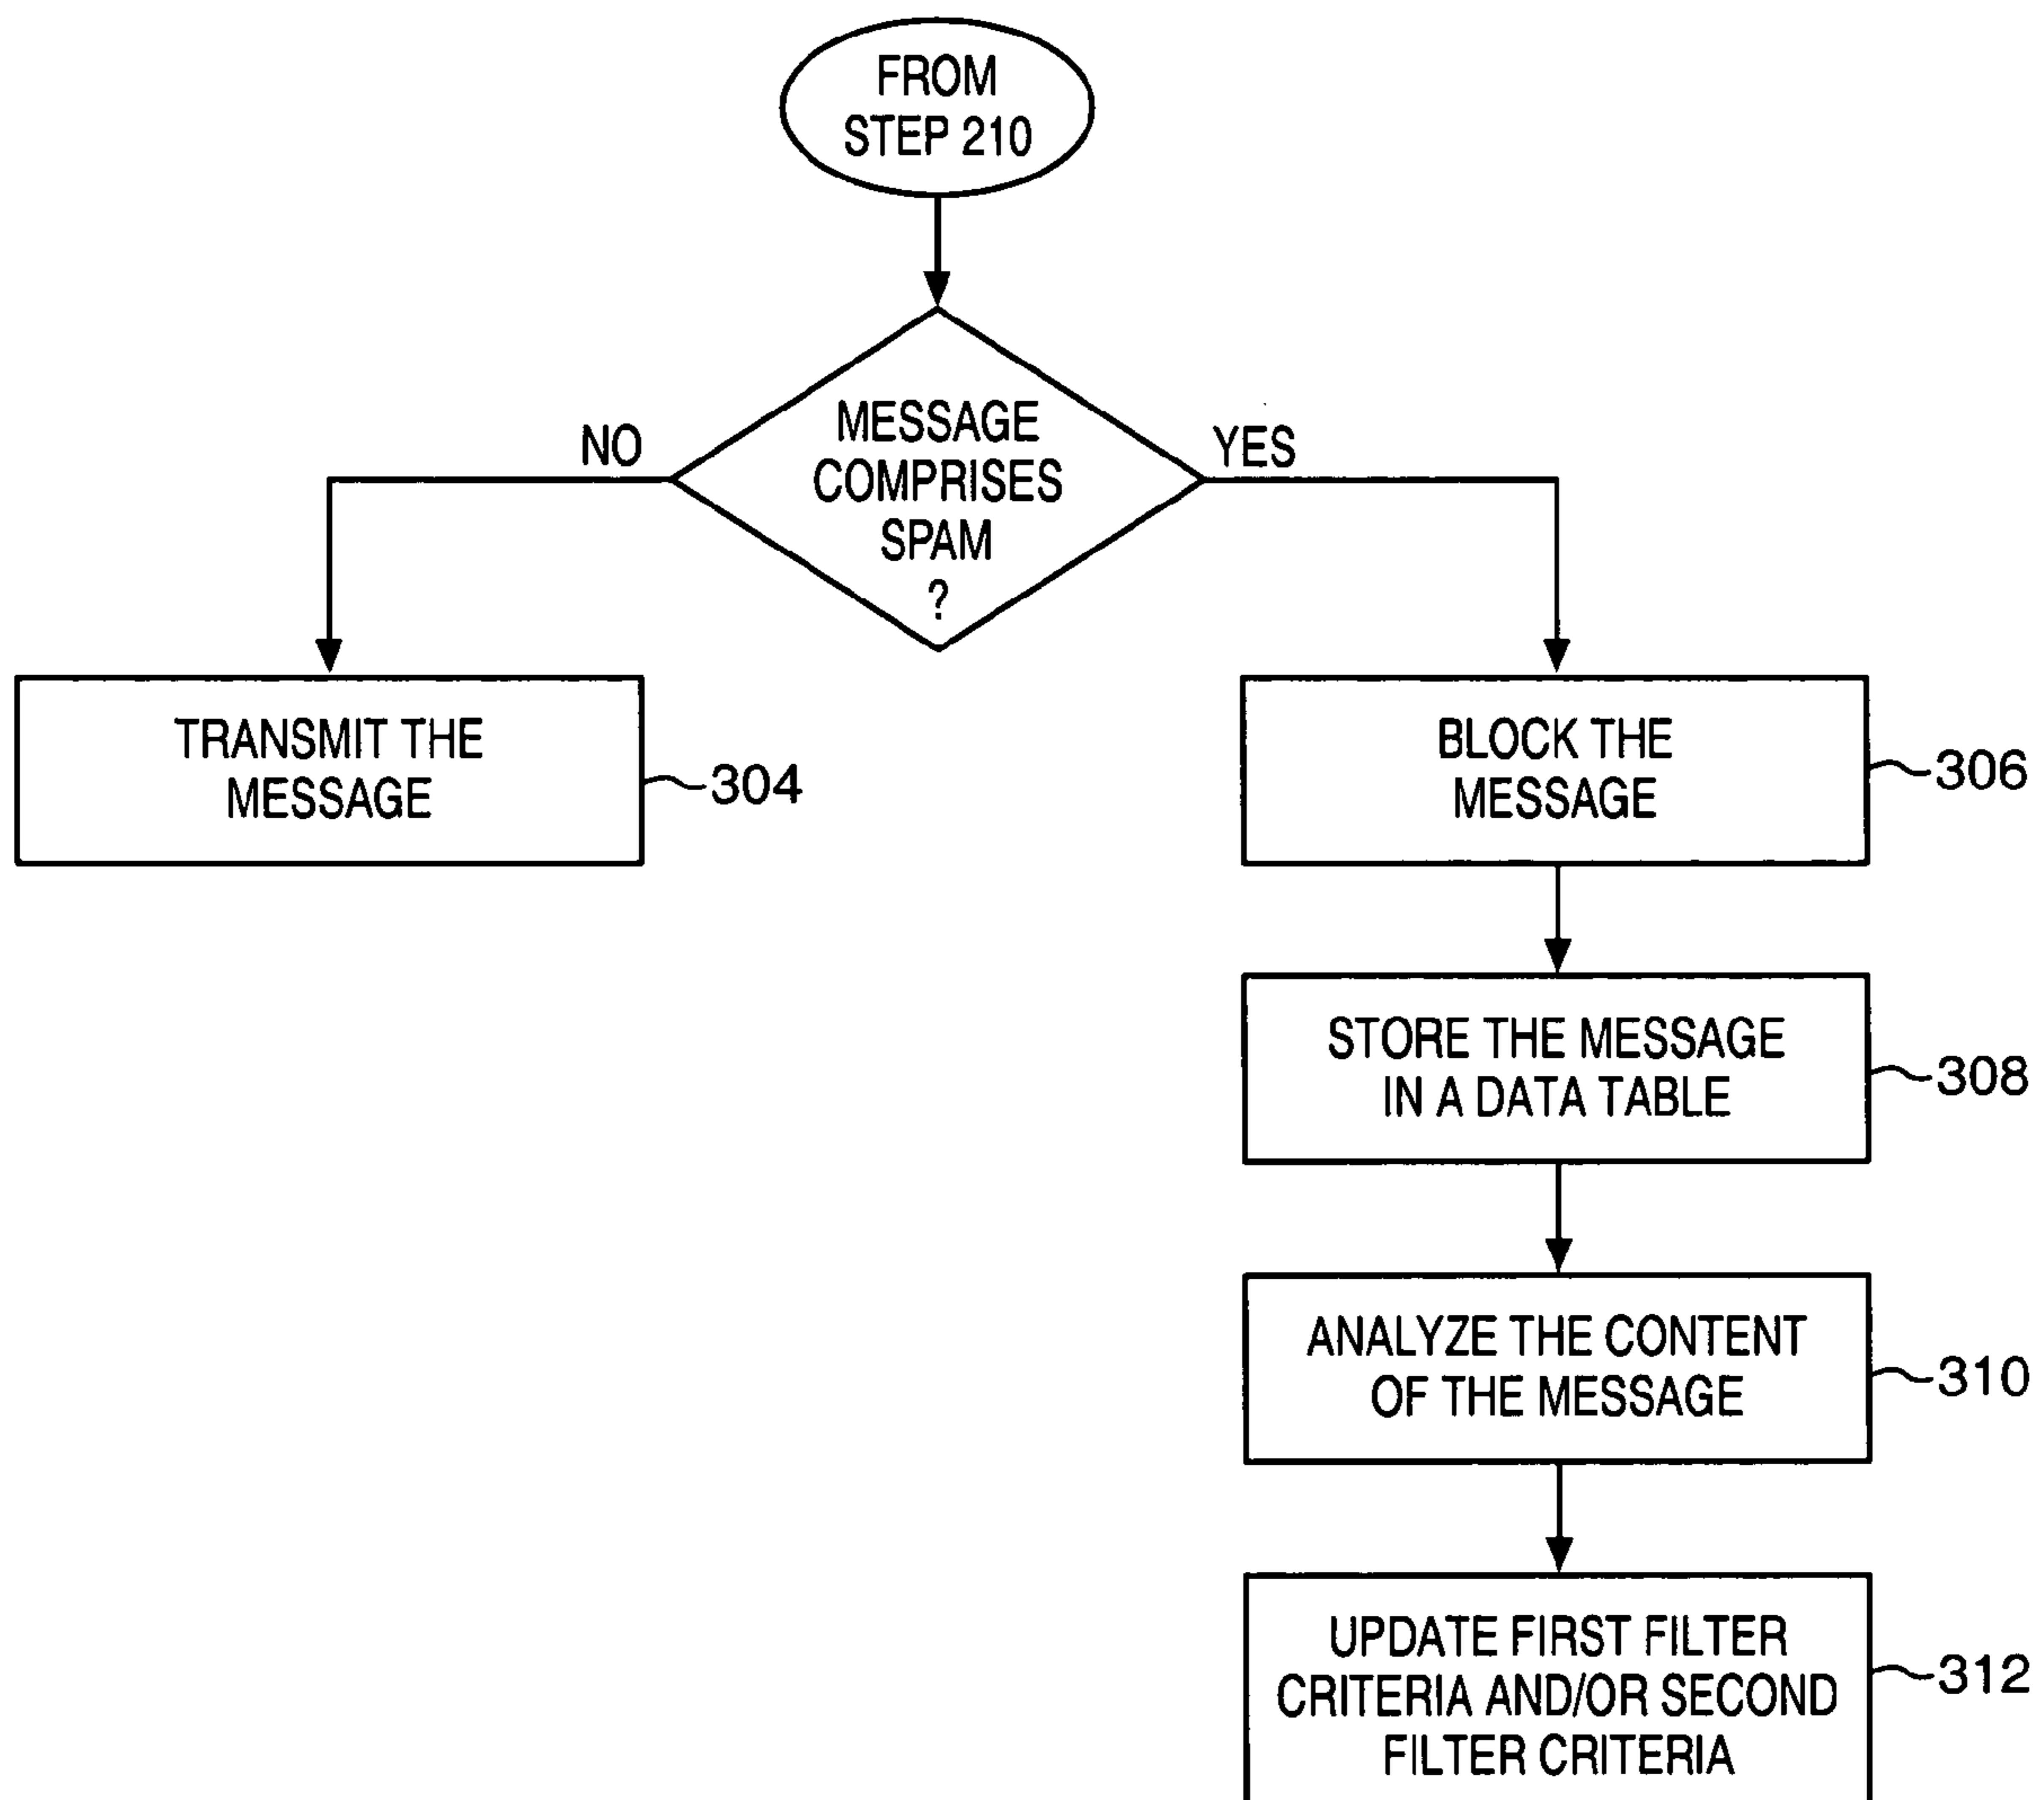 FROM
STEP 210
MESSAGE
COMPRISES
SPAM
?
NO
YES
TRANSMIT THE
MESSAGE
304
BLOCK THE
MESSAGE
306
STORE THE MESSAGE
IN A DATA TABLE
308
ANALYZE THE CONTENT
OF THE MESSAGE
310
UPDATE FIRST FILTER
CRITERIA AND/OR SECOND
FILTER CRITERIA
312